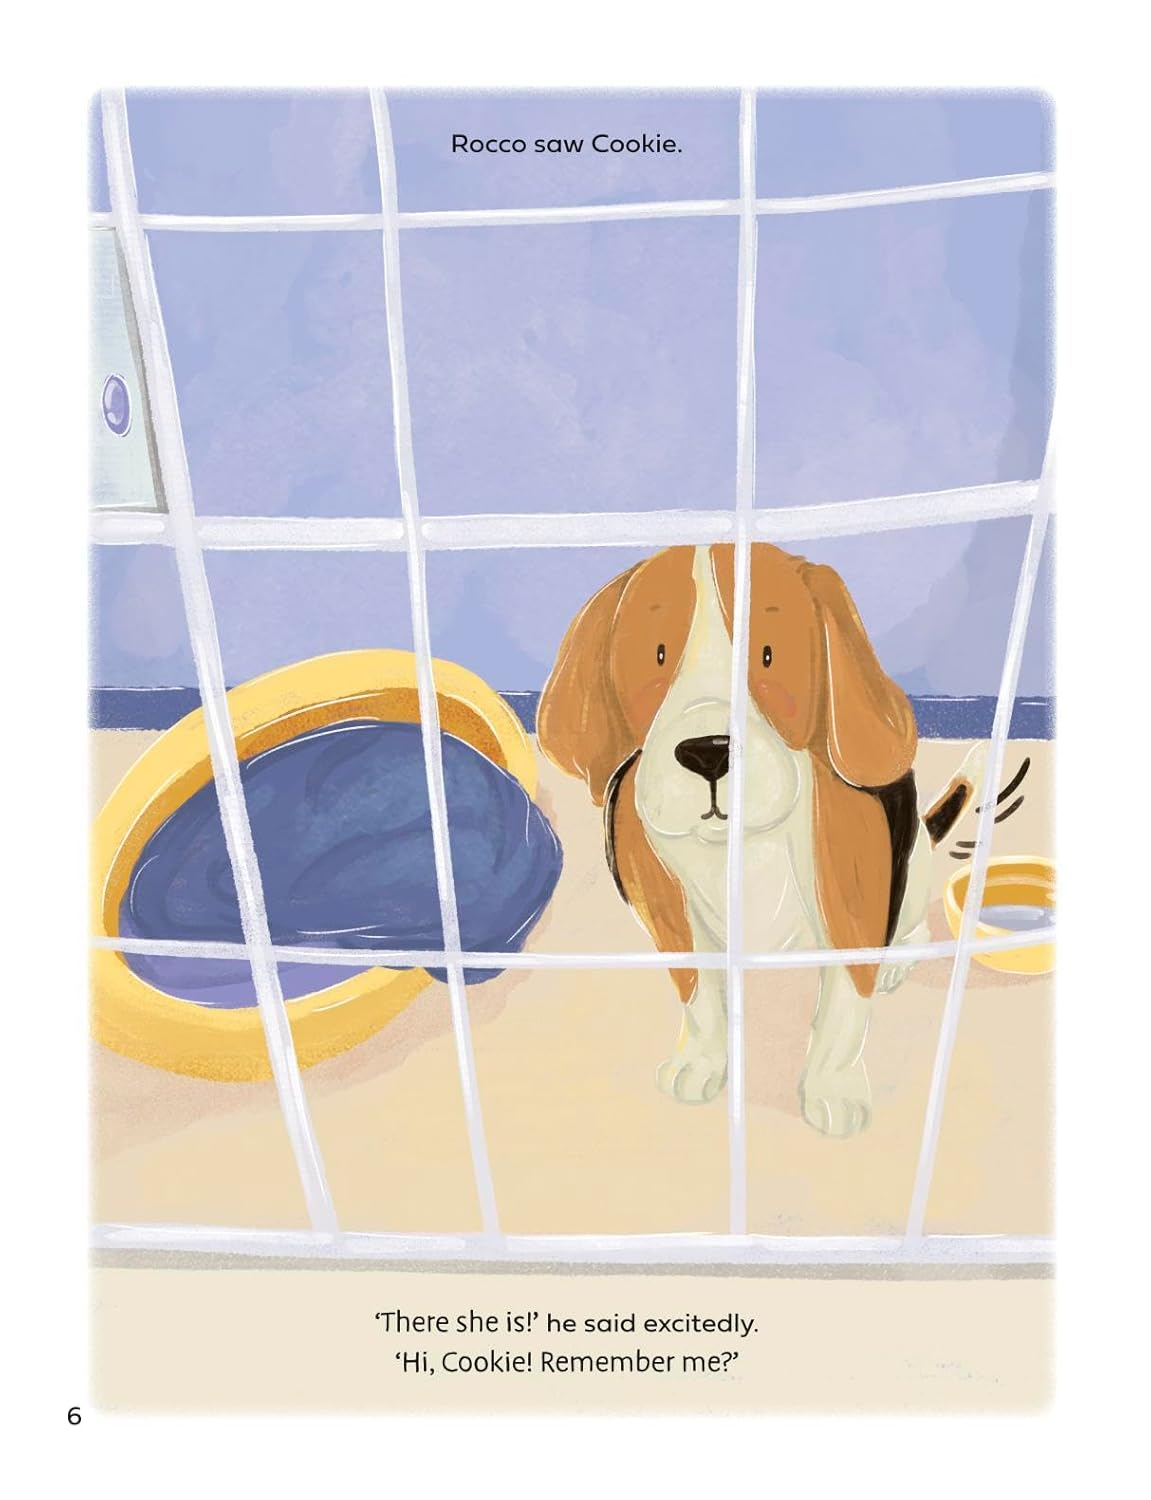 Rocco saw Cookie.
‘There she is!’ he said excitedly.
‘Hi, Cookie! Remember me?’
6